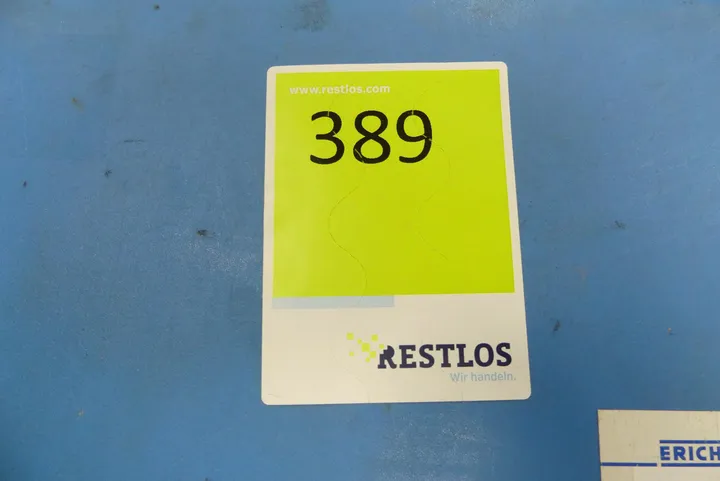 www.restlos.com
389
RESTLOS
Wir handeln.
ERICH